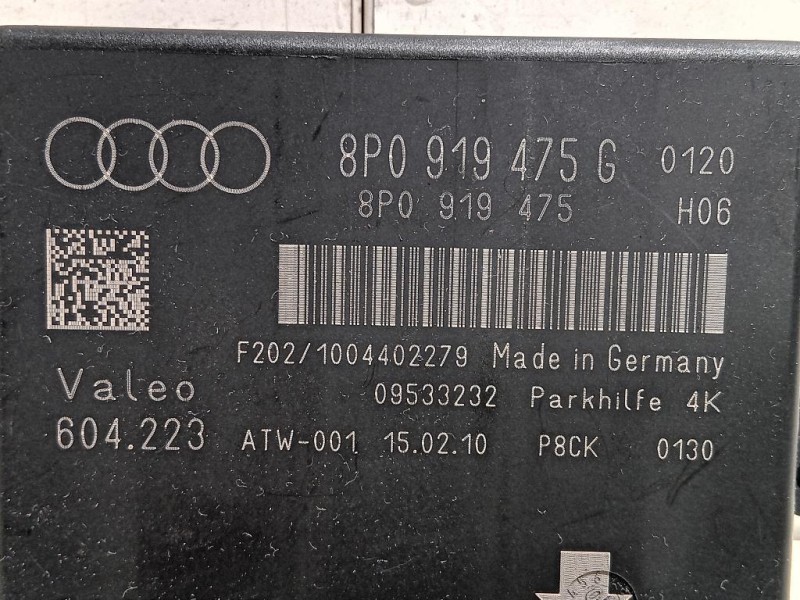 8P0 919 475 G 0120
8P0 919 475 H06
F202/1004402279 Made in Germany
Valeo 09533232 Parkhilfe 4K
604.223 ATW-001 15.02.10 P8CK 0130